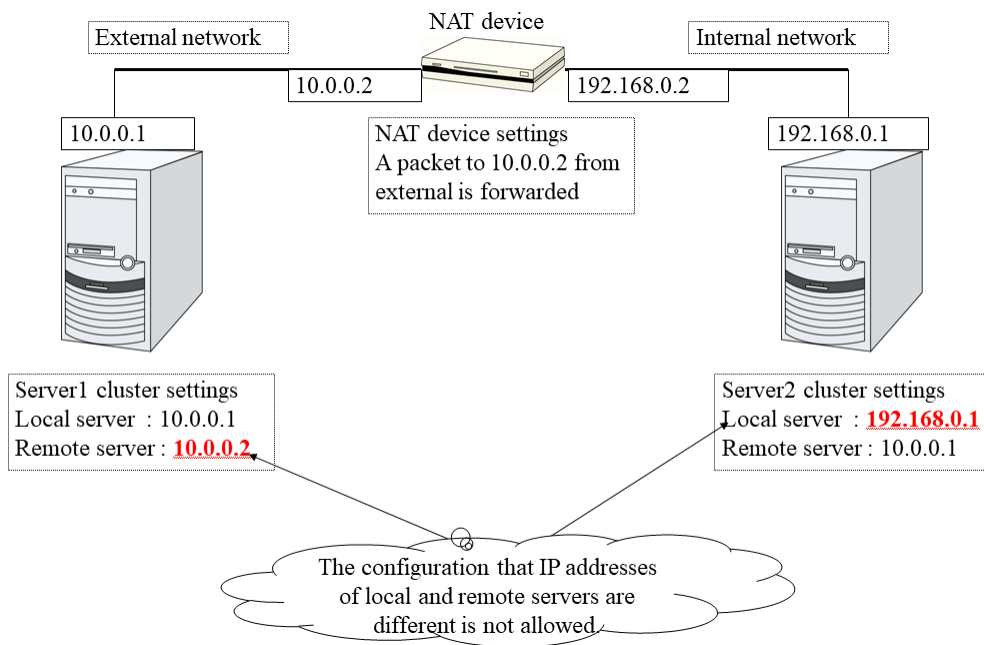 NAT device
External network
Internal network
10.0.0.2
192.168.0.2
10.0.0.1
192.168.0.1
NAT device settings
A packet to 10.0.0.2 from
external is forwarded
Server1 cluster settings
Local server : 10.0.0.1
Remote server : 10.0.0.2
Server2 cluster settings
Local server : 192.168.0.1
Remote server : 10.0.0.1
The configuration that IP addresses
of local and remote servers are
different is not allowed.